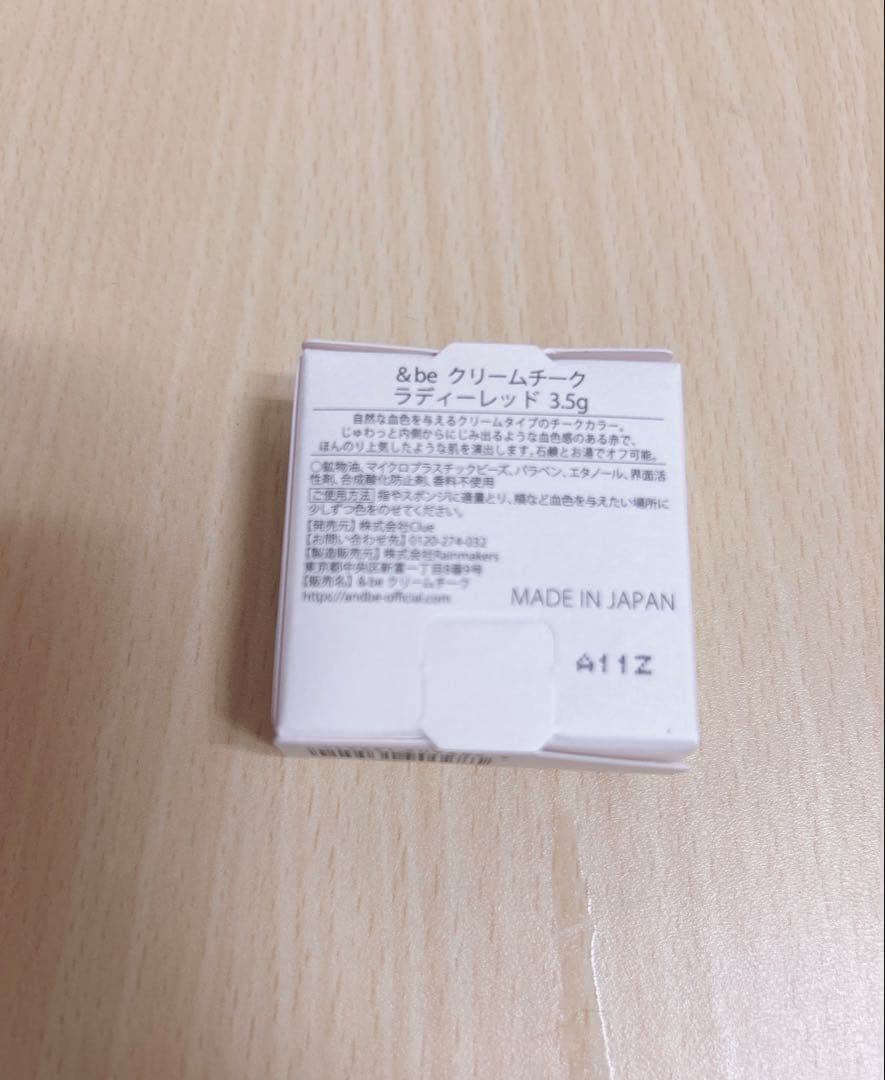 &be クリームチーク
ラディーレッド 3.5g
自然な血色を与えるクリームタイプのチークカラー。
じゅわっと内側からにじみ出るような血色感のある赤で、
ほんのり上気したような肌を演出します。石鹸とお湯でオフ可能。
○鉱物油、マイクロプラスチックビーズ、パラベン、エタノール、界面活
性剤、合成酸化防止剤、香料不使用
ご使用方法 指やスポンジに適量とり、頬など血色を与えたい場所に
少しずつ色をのせてください。
【発売元】株式会社Clue
【お問い合わせ先】0120-274-032
【製造販売元】株式会社Rainmakers
東京都中央区新富一丁目8番9号
【販売名】&be クリームチーク
https://andbe-official.com
MADE IN JAPAN
A11Z